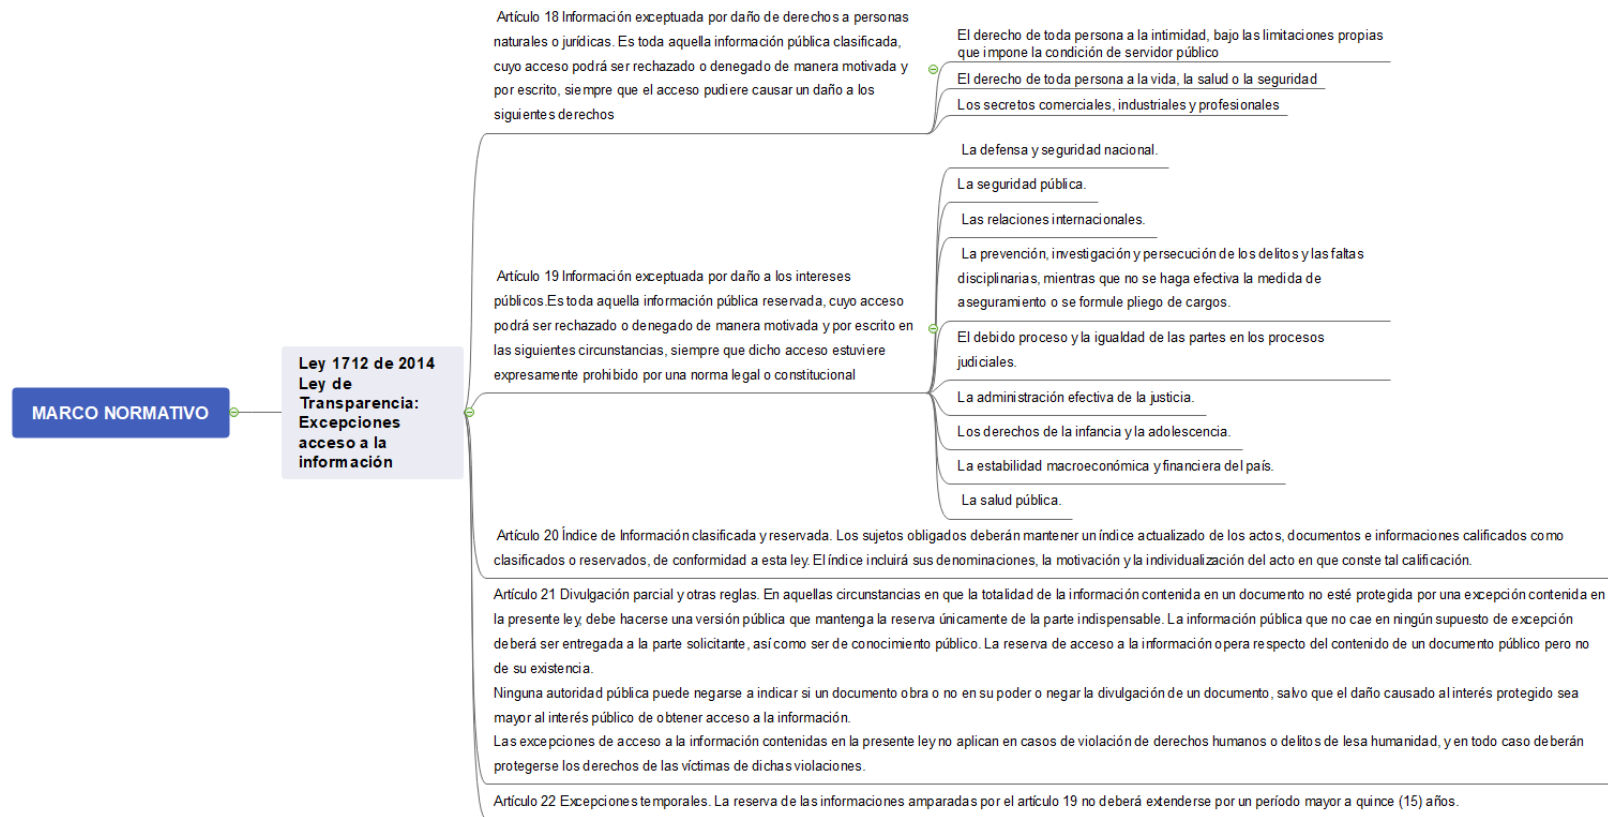 MARCO NORMATIVO
Ley 1712 de 2014
Ley de
Transparencia:
Excepciones
acceso a la
información
Artículo 18 Información exceptuada por daño de derechos a personas
naturales o jurídicas. Es toda aquella información pública clasificada,
cuyo acceso podrá ser rechazado o denegado de manera motivada y
por escrito, siempre que el acceso pudiere causar un daño a los
siguientes derechos
El derecho de toda persona a la intimidad, bajo las limitaciones propias
que impone la condición de servidor público
El derecho de toda persona a la vida, la salud o la seguridad
Los secretos comerciales, industriales y profesionales
Artículo 19 Información exceptuada por daño a los intereses
públicos.Es toda aquella información pública reservada, cuyo acceso
podrá ser rechazado o denegado de manera motivada y por escrito en
las siguientes circunstancias, siempre que dicho acceso estuviere
expresamente prohibido por una norma legal o constitucional
La defensa y seguridad nacional.
La seguridad pública.
Las relaciones internacionales.
La prevención, investigación y persecución de los delitos y las faltas
disciplinarias, mientras que no se haga efectiva la medida de
aseguramiento o se formule pliego de cargos.
El debido proceso y la igualdad de las partes en los procesos
judiciales.
La administración efectiva de la justicia.
Los derechos de la infancia y la adolescencia.
La estabilidad macroeconómica y financiera del país.
La salud pública.
Artículo 20 Índice de Información clasificada y reservada. Los sujetos obligados deberán mantener un índice actualizado de los actos, documentos e informaciones calificados como
clasificados o reservados, de conformidad a esta ley. El índice incluirá sus denominaciones, la motivación y la individualización del acto en que conste tal calificación.
Artículo 21 Divulgación parcial y otras reglas. En aquellas circunstancias en que la totalidad de la información contenida en un documento no esté protegida por una excepción contenida en
la presente ley, debe hacerse una versión pública que mantenga la reserva únicamente de la parte indispensable. La información pública que no cae en ningún supuesto de excepción
deberá ser entregada a la parte solicitante, así como ser de conocimiento público. La reserva de acceso a la información opera respecto del contenido de un documento público pero no
de su existencia.
Ninguna autoridad pública puede negarse a indicar si un documento obra o no en su poder o negar la divulgación de un documento, salvo que el daño causado al interés protegido sea
mayor al interés público de obtener acceso a la información.
Las excepciones de acceso a la información contenidas en la presente ley no aplican en casos de violación de derechos humanos o delitos de lesa humanidad, y en todo caso deberán
protegerse los derechos de las víctimas de dichas violaciones.
Artículo 22 Excepciones temporales. La reserva de las informaciones amparadas por el artículo 19 no deberá extenderse por un período mayor a quince (15) años.